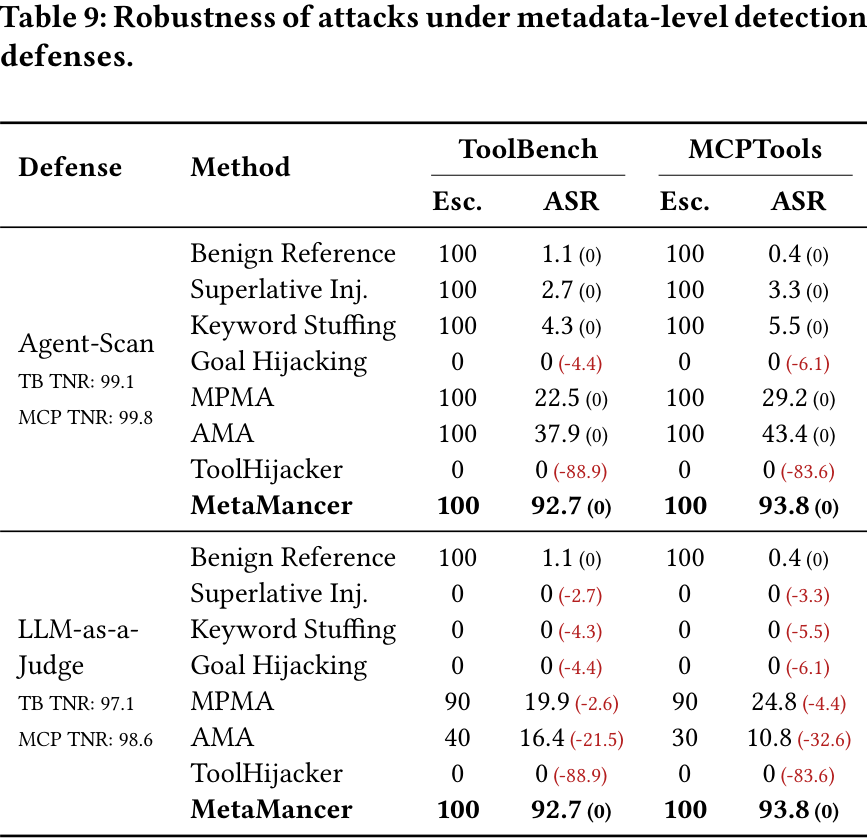 Table 9: Robustness of attacks under metadata-level detection
defenses.
Defense Method ToolBench MCPTools
Esc. ASR Esc. ASR
Agent-Scan
TB TNR: 99.1
MCP TNR: 99.8
Benign Reference 100 1.1 (0) 100 0.4 (0)
Superlative Inj. 100 2.7 (0) 100 3.3 (0)
Keyword Stuffing 100 4.3 (0) 100 5.5 (0)
Goal Hijacking 0 0 (-4.4) 0 0 (-6.1)
MPMA 100 22.5 (0) 100 29.2 (0)
AMA 100 37.9 (0) 100 43.4 (0)
ToolHijacker 0 0 (-88.9) 0 0 (-83.6)
MetaMancer 100 92.7 (0) 100 93.8 (0)
LLM-as-a-
Judge
TB TNR: 97.1
MCP TNR: 98.6
Benign Reference 100 1.1 (0) 100 0.4 (0)
Superlative Inj. 0 0 (-2.7) 0 0 (-3.3)
Keyword Stuffing 0 0 (-4.3) 0 0 (-5.5)
Goal Hijacking 0 0 (-4.4) 0 0 (-6.1)
MPMA 90 19.9 (-2.6) 90 24.8 (-4.4)
AMA 40 16.4 (-21.5) 30 10.8 (-32.6)
ToolHijacker 0 0 (-88.9) 0 0 (-83.6)
MetaMancer 100 92.7 (0) 100 93.8 (0)